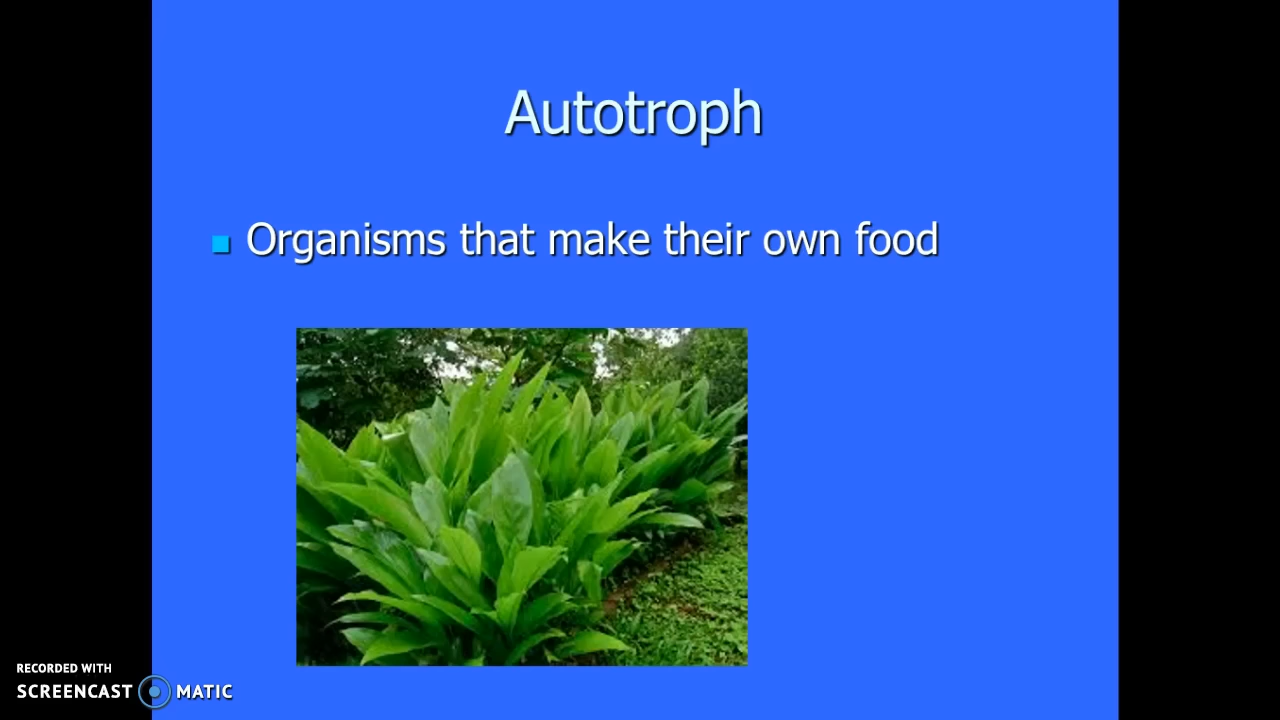 Autotroph
Organisms that make their own food
RECORDED WITH
SCREENCAST MATIC